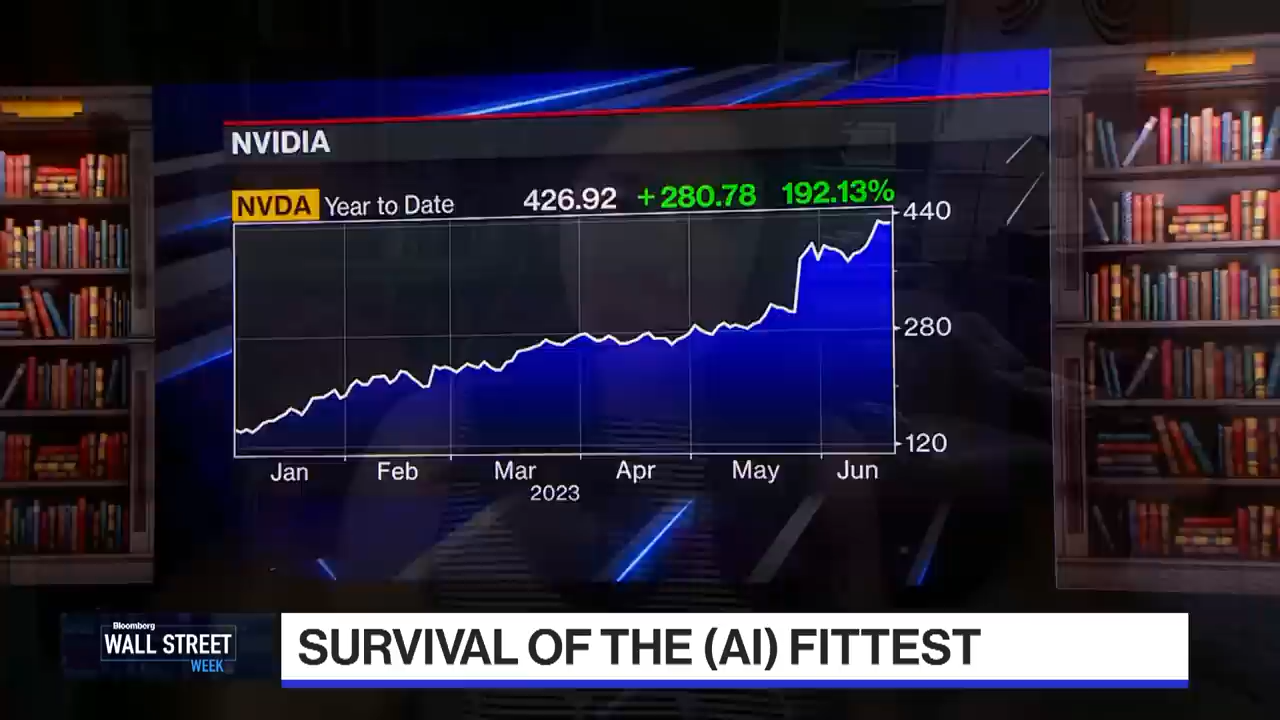 NVIDIA
NVDA Year to Date 426.92 +280.78 192.13%
440
280
120
Jan Feb Mar Apr May Jun
2023
Bloomberg
WALL STREET
WEEK
SURVIVAL OF THE (AI) FITTEST